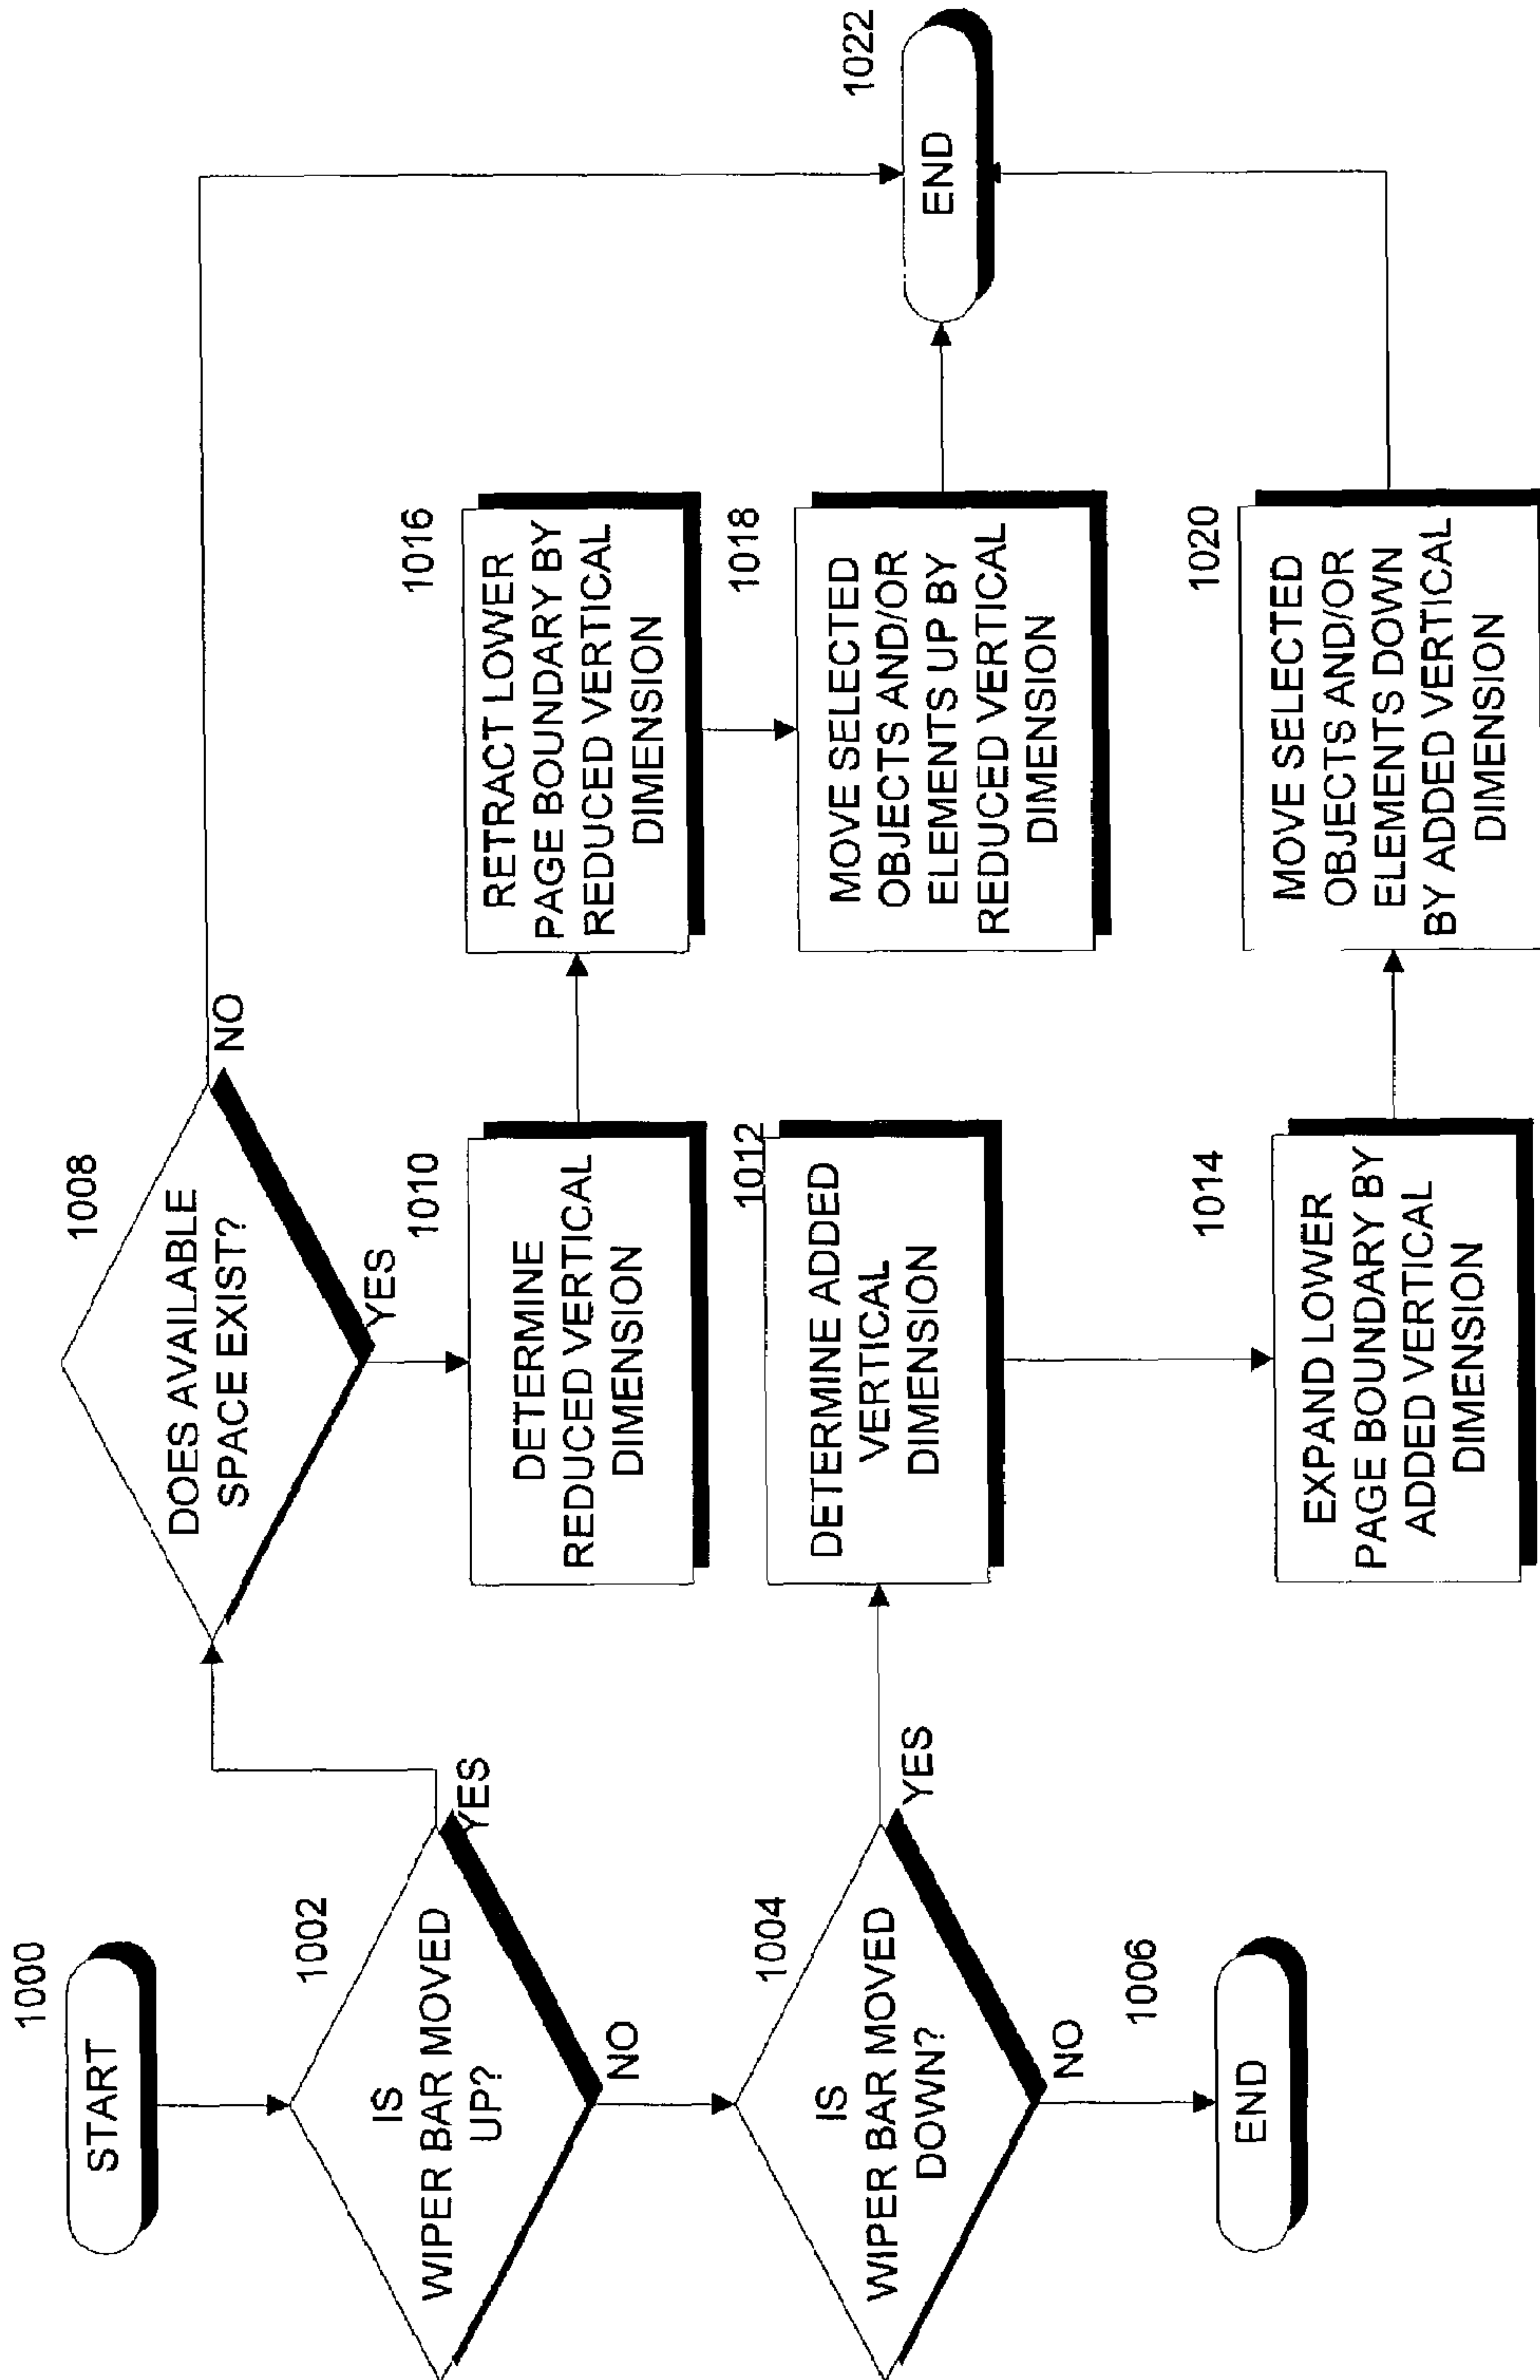 1000
START
1002
IS
WIPER BAR MOVED
UP?
YES
NO
1004
IS
WIPER BAR MOVED
DOWN?
YES
NO
1006
END
1008
DOES AVAILABLE
SPACE EXIST?
NO
YES
1010
DETERMINE
REDUCED VERTICAL
DIMENSION
1012
DETERMINE ADDED
VERTICAL
DIMENSION
1014
EXPAND LOWER
PAGE BOUNDARY BY
ADDED VERTICAL
DIMENSION
1016
RETRACT LOWER
PAGE BOUNDARY BY
REDUCED VERTICAL
DIMENSION
1018
MOVE SELECTED
OBJECTS AND/OR
ELEMENTS UP BY
REDUCED VERTICAL
DIMENSION
1020
MOVE SELECTED
OBJECTS AND/OR
ELEMENTS DOWN
BY ADDED VERTICAL
DIMENSION
1022
END